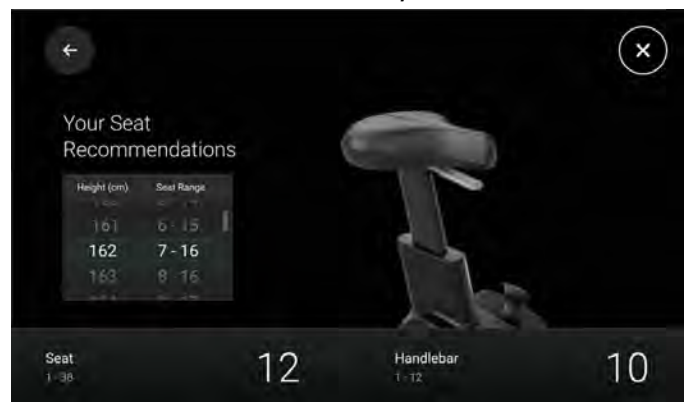 Your Seat
Recommendations
Height (cm) Seat Range
161 6 - 15
162 7 - 16
163 8 - 16
Seat
1 - 38
12
Handlebar
1 - 12
10